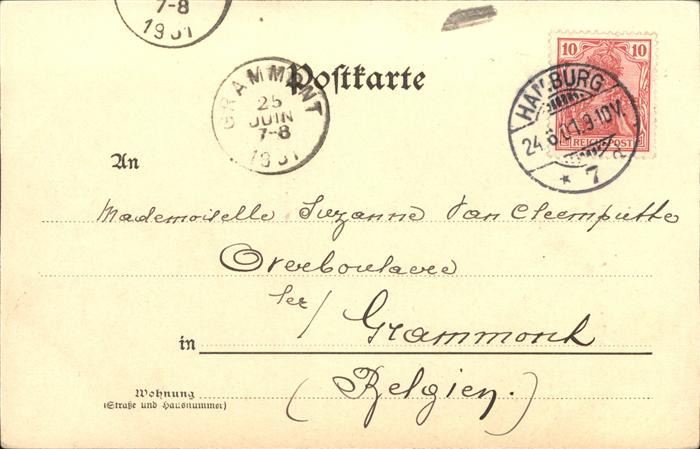 7-8
1901
10 10
Postkarte
GRAMMONT
25
JUIN
7-8
1901
HAMBURG
24.6.01.9-10V.
* 7
REICHSPOST
An
Mademoiselle Suzanne Van Cleemputte
Overboulaere
lez/ Grammont
in
(Belgien.)
Wohnung
(Straße und Hausnummer)